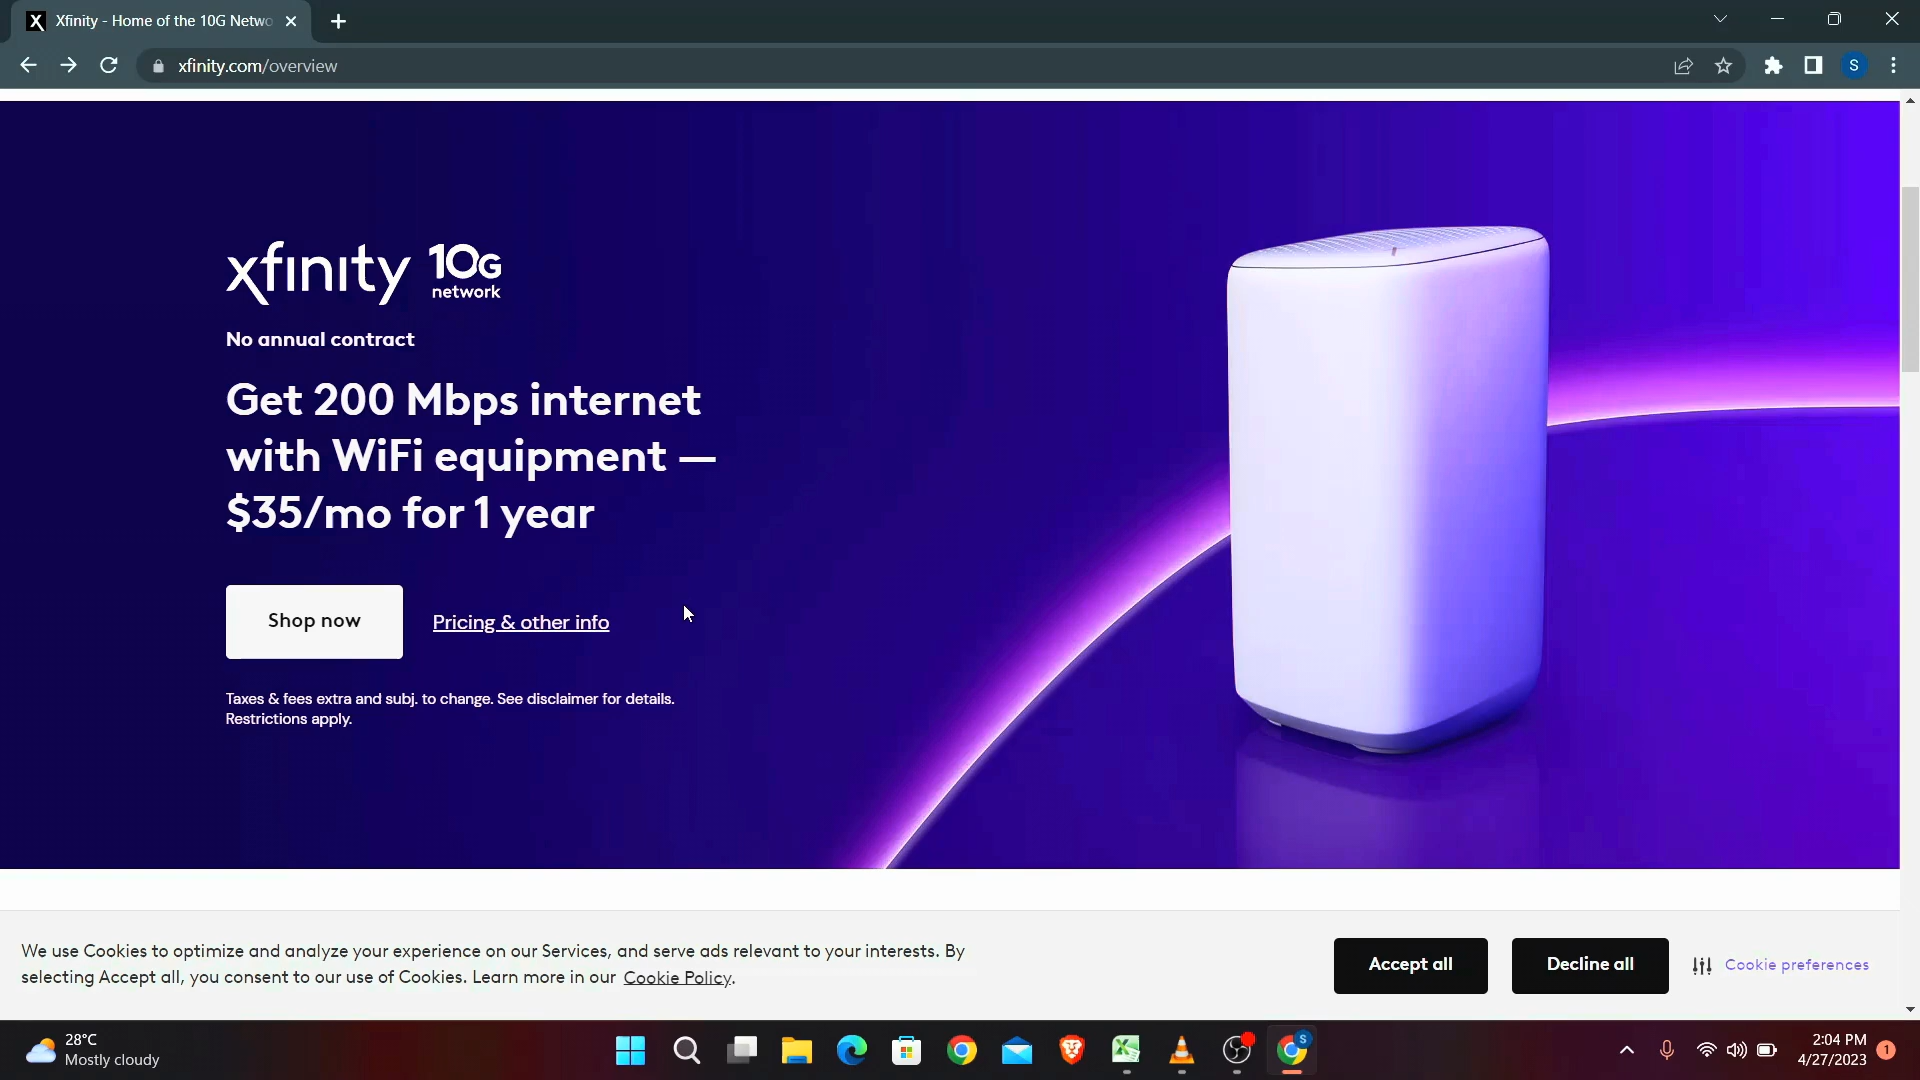 Xfinity - Home of the 10G Netwo
xfinity.com/overview
S
xfinity 10G
network
No annual contract
Get 200 Mbps internet
with WiFi equipment —
$35/mo for 1 year
Shop now
Pricing & other info
Taxes & fees extra and subj. to change. See disclaimer for details.
Restrictions apply.
We use Cookies to optimize and analyze your experience on our Services, and serve ads relevant to your interests. By
selecting Accept all, you consent to our use of Cookies. Learn more in our Cookie Policy.
Accept all
Decline all
Cookie preferences
28°C
Mostly cloudy
S
2:04 PM
4/27/2023
1